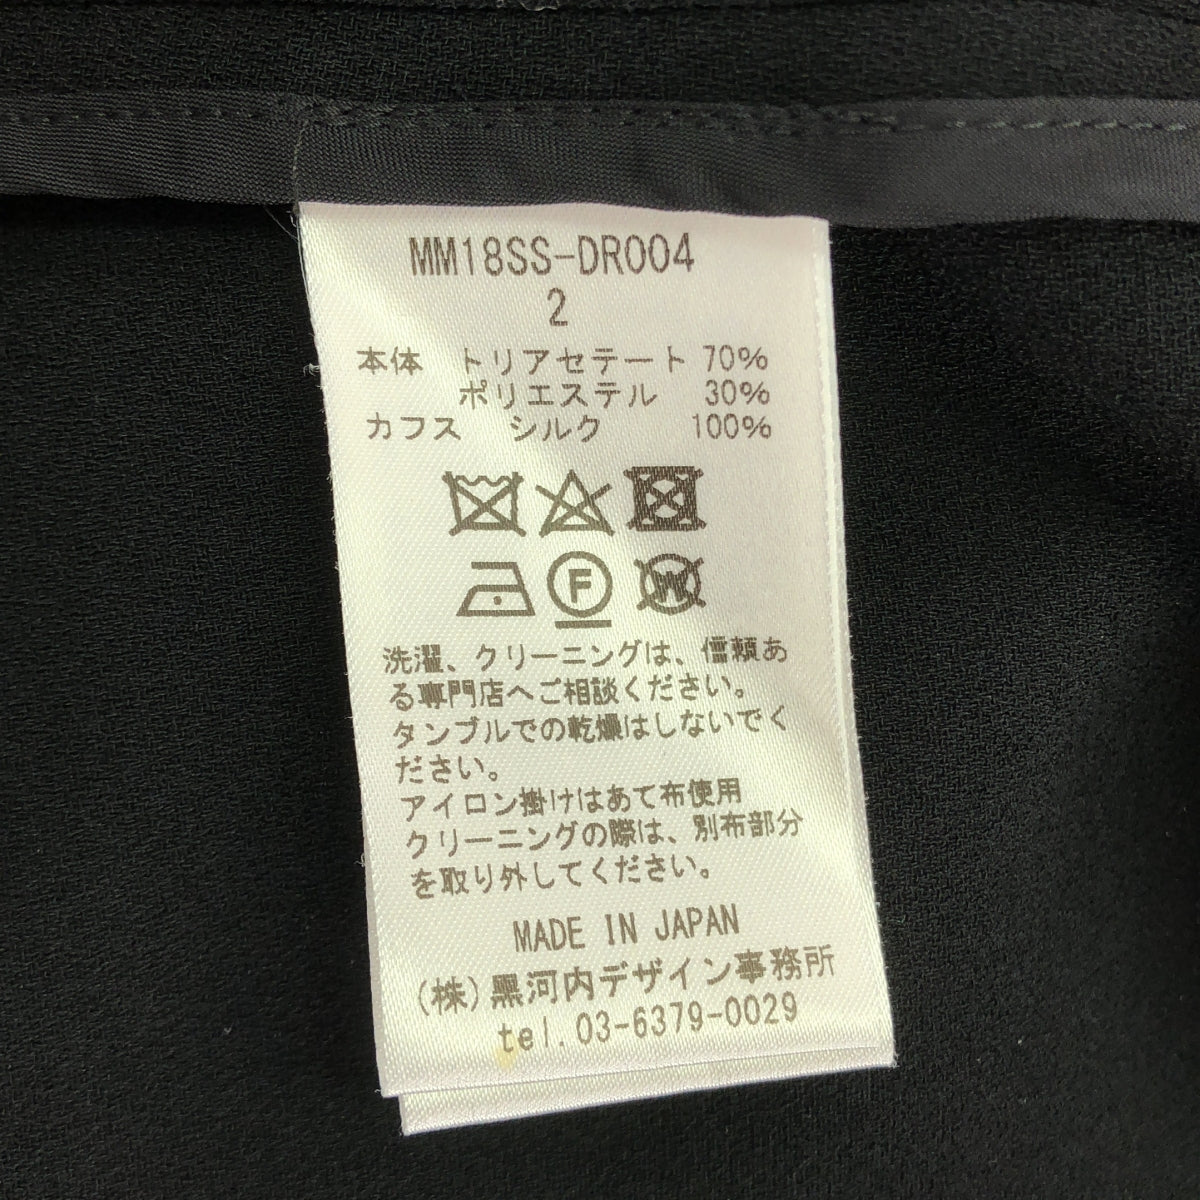 MM18SS-DR004
2
本体 トリアセテート 70%
ポリエステル 30%
カフス シルク 100%
F
W
洗濯、クリーニングは、信頼あ
る専門店へご相談ください。
タンブルでの乾燥はしないでく
ださい。
アイロン掛けはあて布使用
クリーニングの際は、別布部分
を取り外してください。
MADE IN JAPAN
(株)黒河内デザイン事務所
tel.03-6379-0029